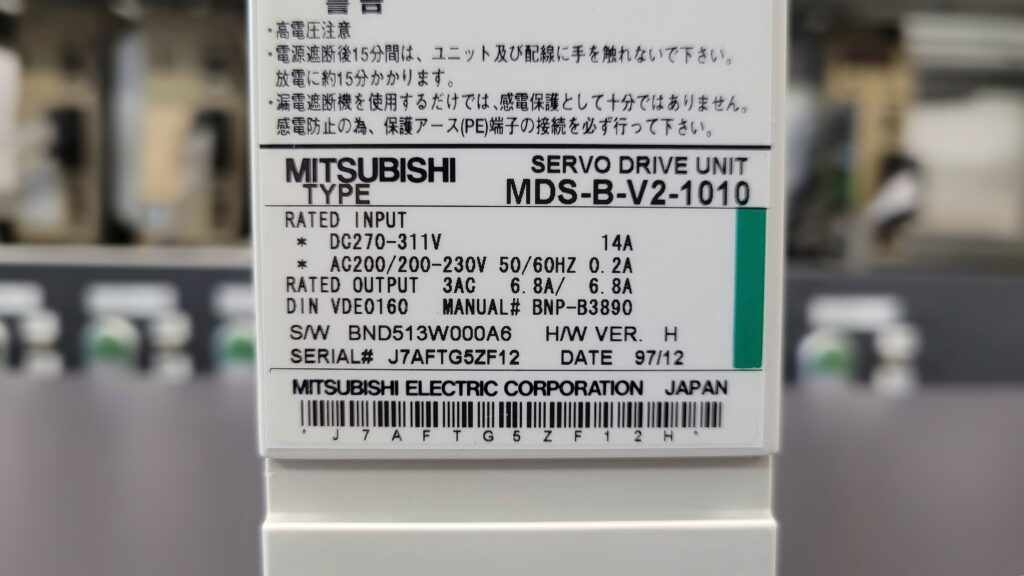 警告
・高電圧注意
・電源遮断後15分間は、ユニット及び配線に手を触れないで下さい。
放電に約15分かかります。
・漏電遮断機を使用するだけでは、感電保護として十分ではありません。
感電防止の為、保護アース(PE)端子の接続を必ず行って下さい。
MITSUBISHI SERVO DRIVE UNIT
TYPE MDS-B-V2-1010
RATED INPUT
* DC270-311V 14A
* AC200/200-230V 50/60HZ 0.2A
RATED OUTPUT 3AC 6.8A/ 6.8A
DIN VDE0160 MANUAL# BNP-B3890
S/W BND513W000A6 H/W VER. H
SERIAL# J7AFTG5ZF12 DATE 97/12
MITSUBISHI ELECTRIC CORPORATION JAPAN
*J7AFTG5ZF12H*